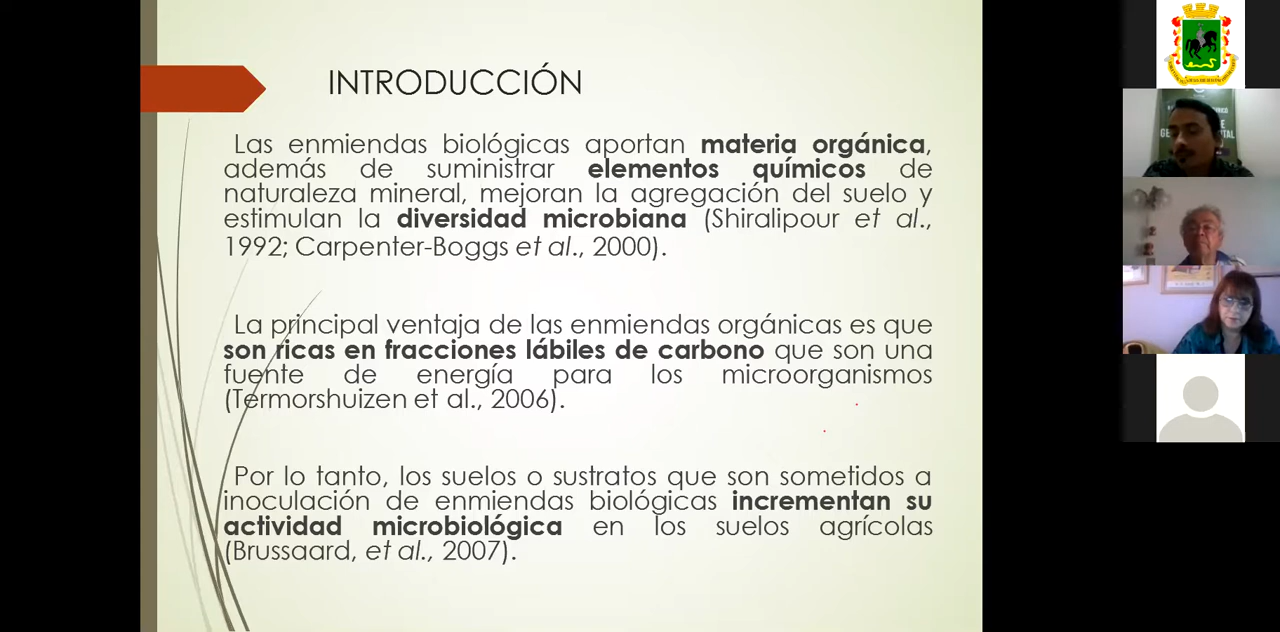 INTRODUCCIÓN
Las enmiendas biológicas aportan materia orgánica,
además de suministrar elementos químicos de
naturaleza mineral, mejoran la agregación del suelo y
estimulan la diversidad microbiana (Shiralipour et al.,
1992; Carpenter-Boggs et al., 2000).
La principal ventaja de las enmiendas orgánicas es que
son ricas en fracciones lábiles de carbono que son una
fuente de energía para los microorganismos
(Termorshuizen et al., 2006).
Por lo tanto, los suelos o sustratos que son sometidos a
inoculación de enmiendas biológicas incrementan su
actividad microbiológica en los suelos agrícolas
(Brussaard, et al., 2007).